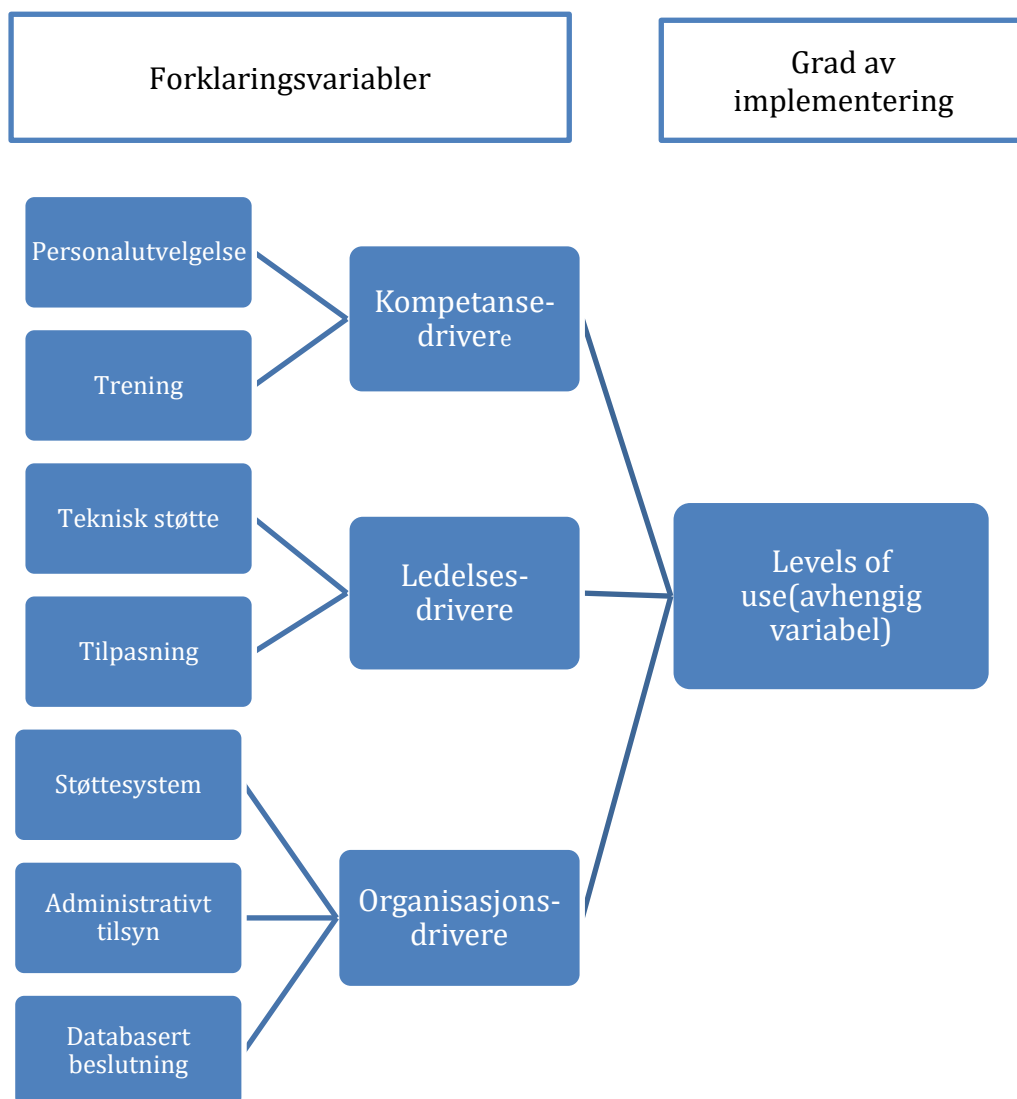 Forklaringsvariabler
Grad av
implementering
Personalutvelgelse
Trening
Kompetanse-
drivere
Teknisk støtte
Tilpasning
Ledelses-
drivere
Støttesystem
Administrativt
tilsyn
Databasert
beslutning
Organisasjons-
drivere
Levels of
use(avhengig
variabel)